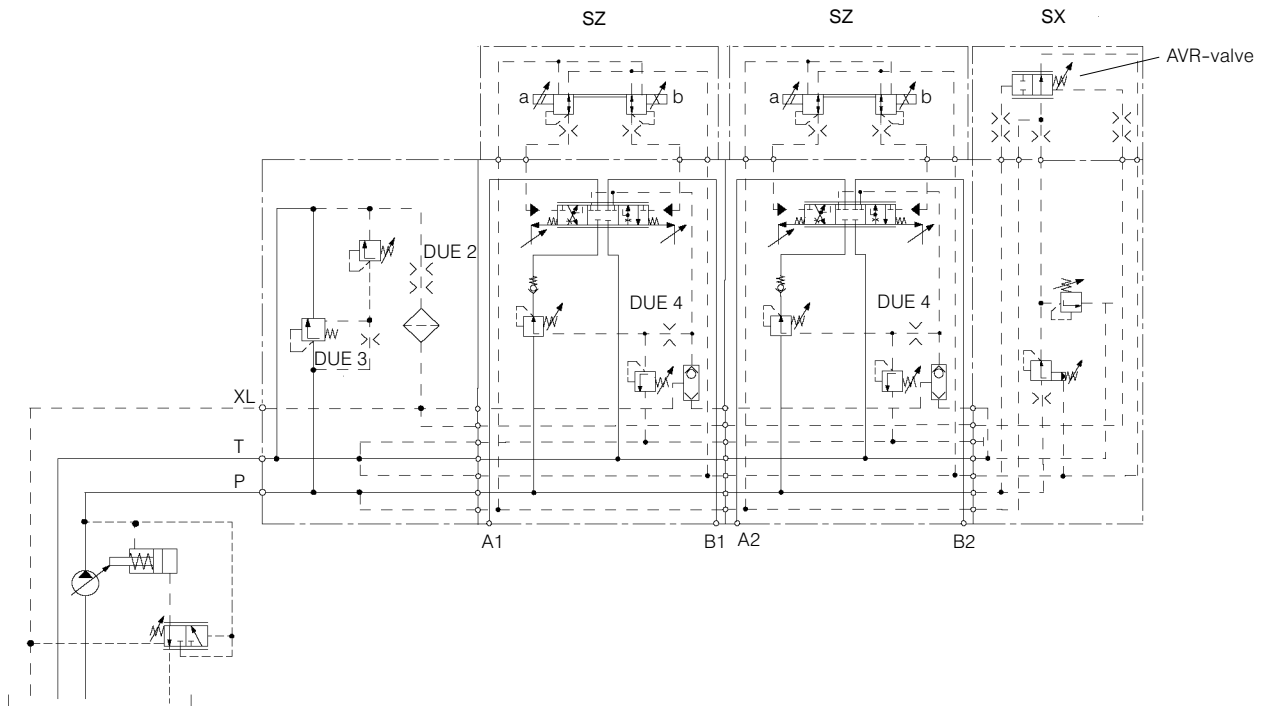 SZ SZ SX
AVR-valve
a b a b
DUE 2
DUE 4 DUE 4
DUE 3
XL
T
P
A1 B1 A2 B2